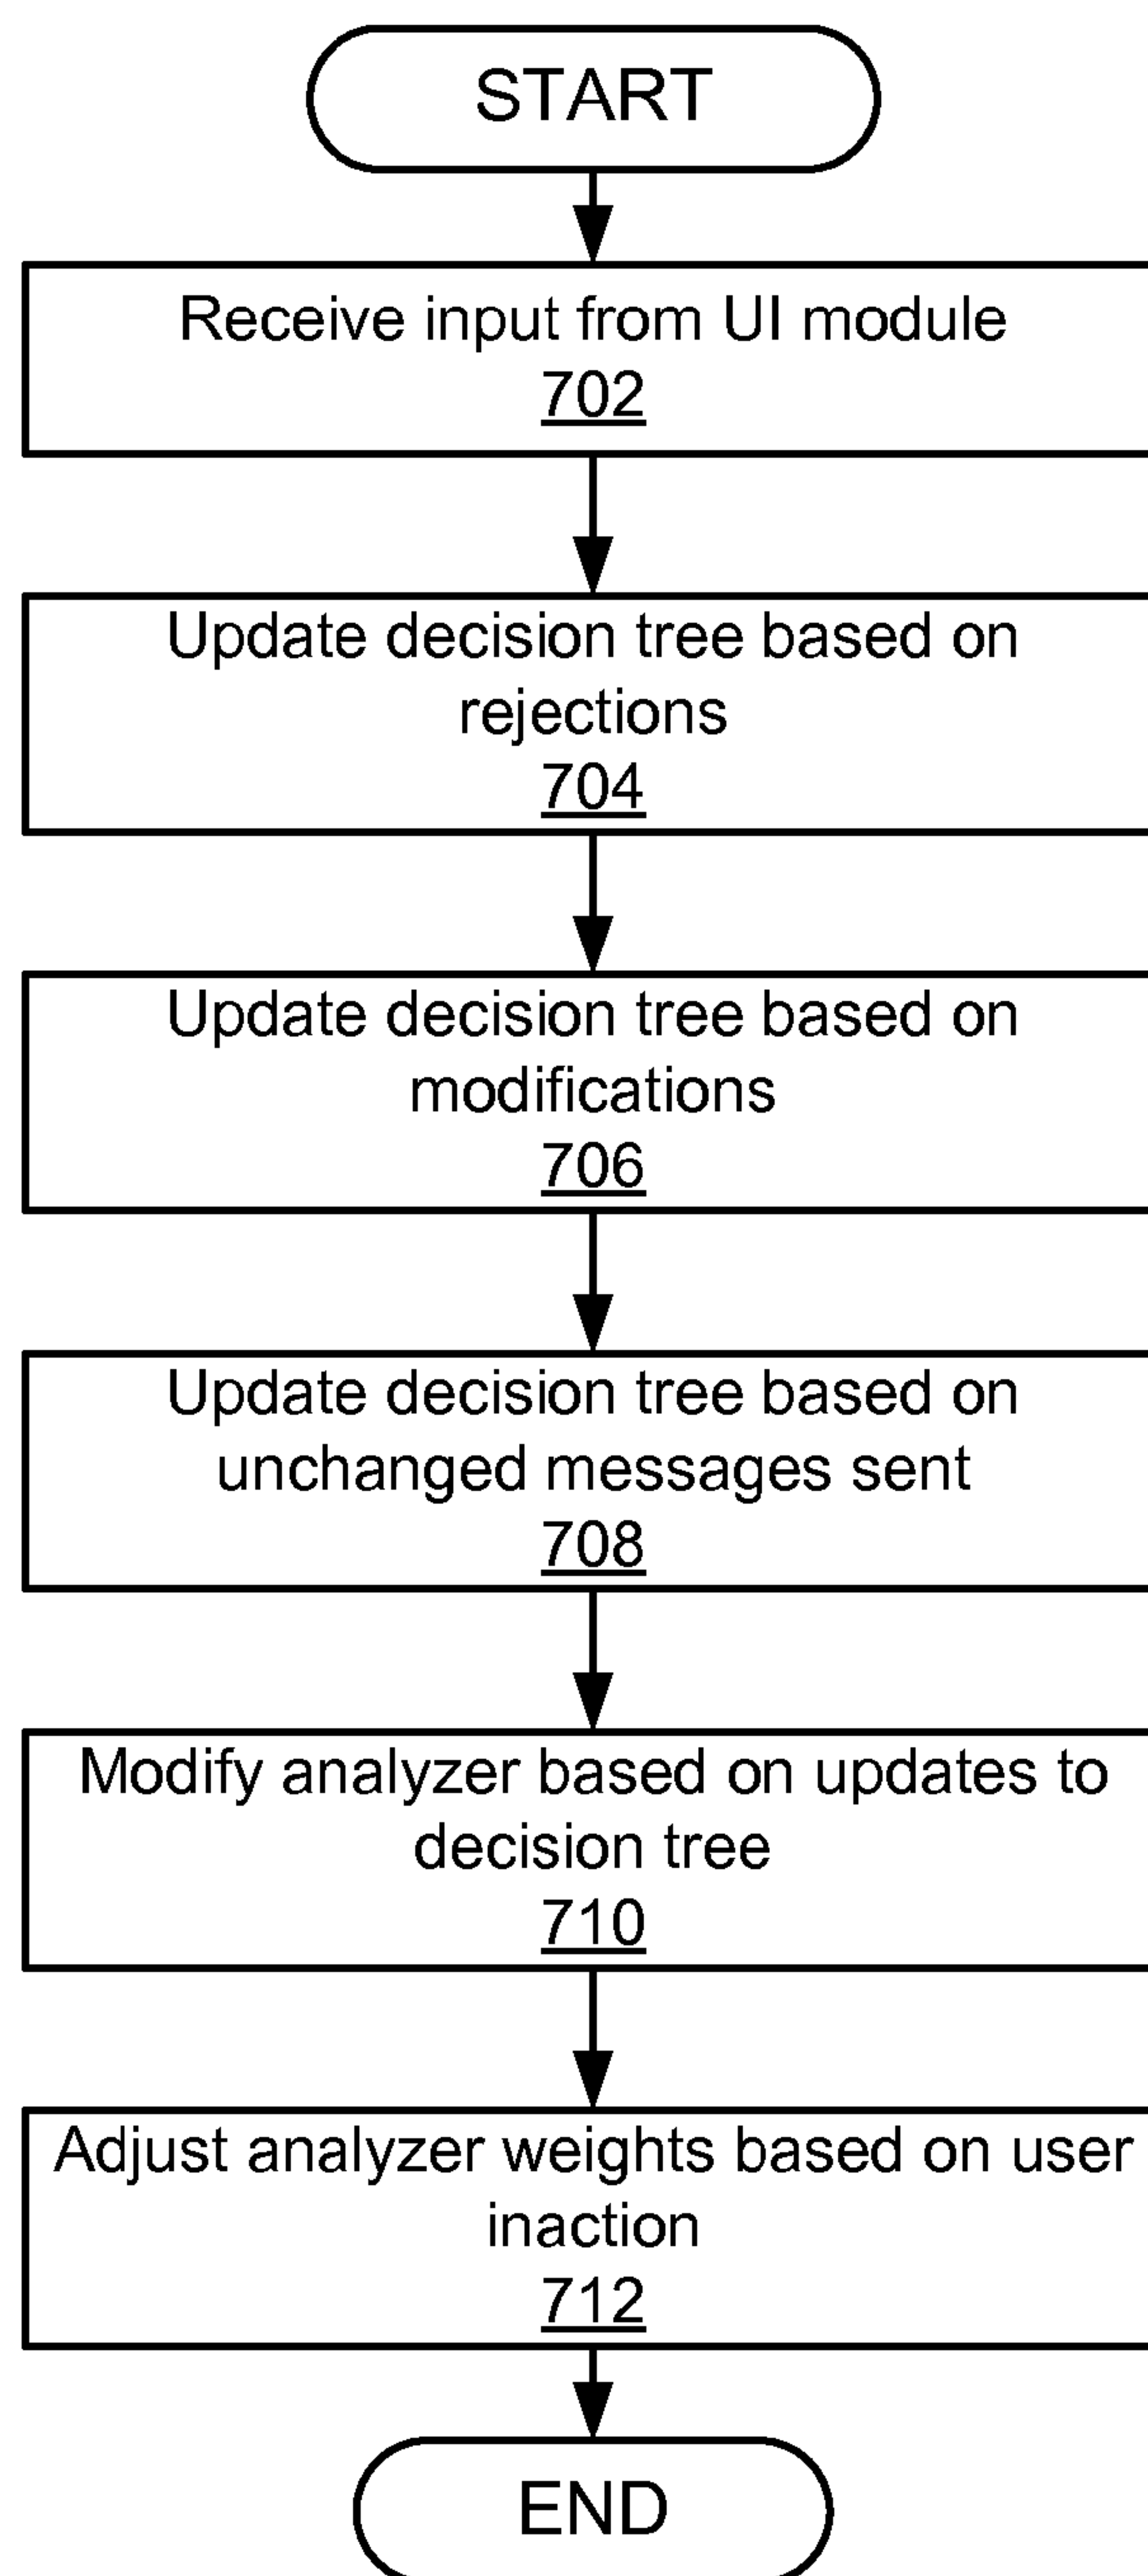 START
Receive input from UI module
702
Update decision tree based on
rejections
704
Update decision tree based on
modifications
706
Update decision tree based on
unchanged messages sent
708
Modify analyzer based on updates to
decision tree
710
Adjust analyzer weights based on user
inaction
712
END